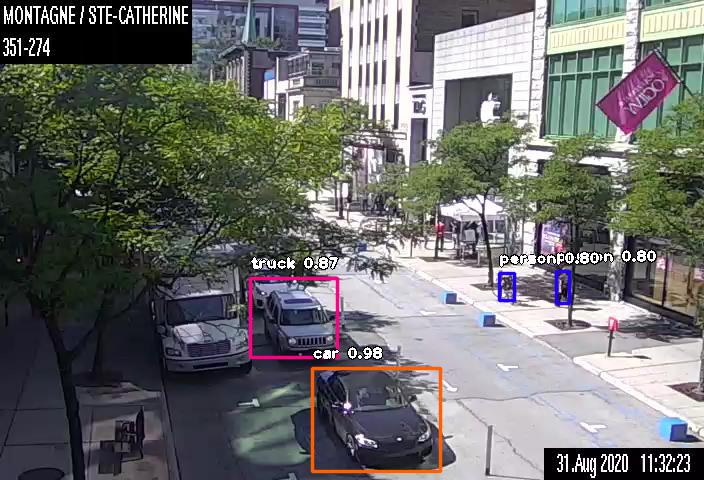 MONTAGNE / STE-CATHERINE
351-274
OGILVY
truck 0.87
person 0.80
n 0.80
car 0.98
31.Aug 2020 11:32:23